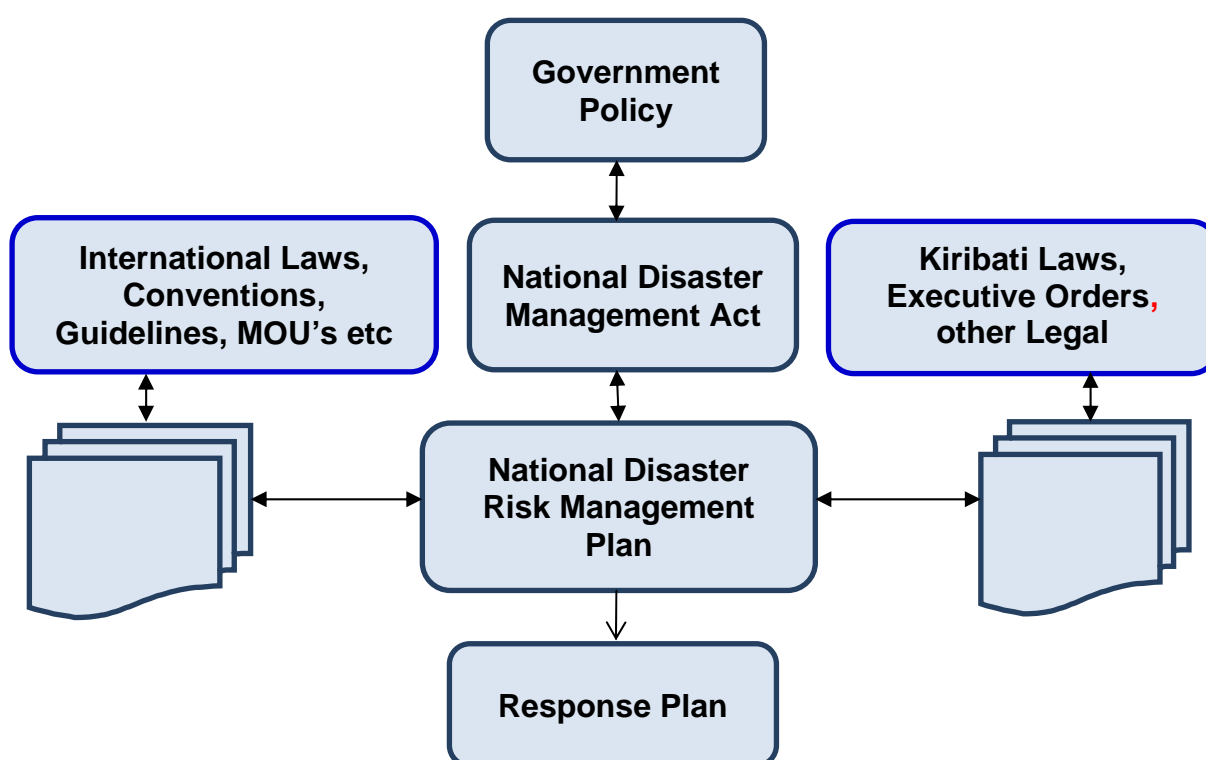 Government
Policy
International Laws,
Conventions,
Guidelines, MOU’s etc
National Disaster
Management Act
Kiribati Laws,
Executive Orders,
other Legal
National Disaster
Risk Management
Plan
Response Plan